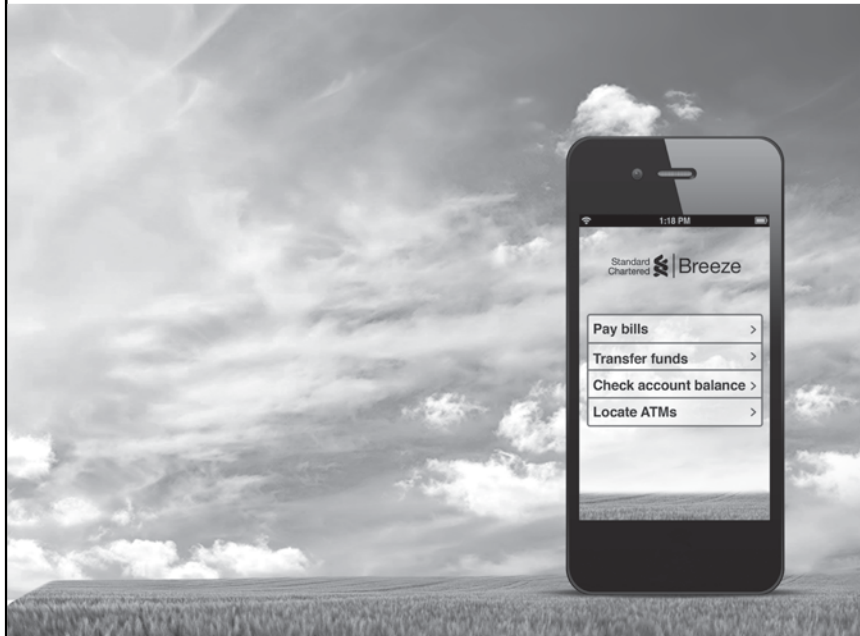 1:18 PM
Standard
Chartered
Breeze
Pay bills
Transfer funds
Check account balance
Locate ATMs